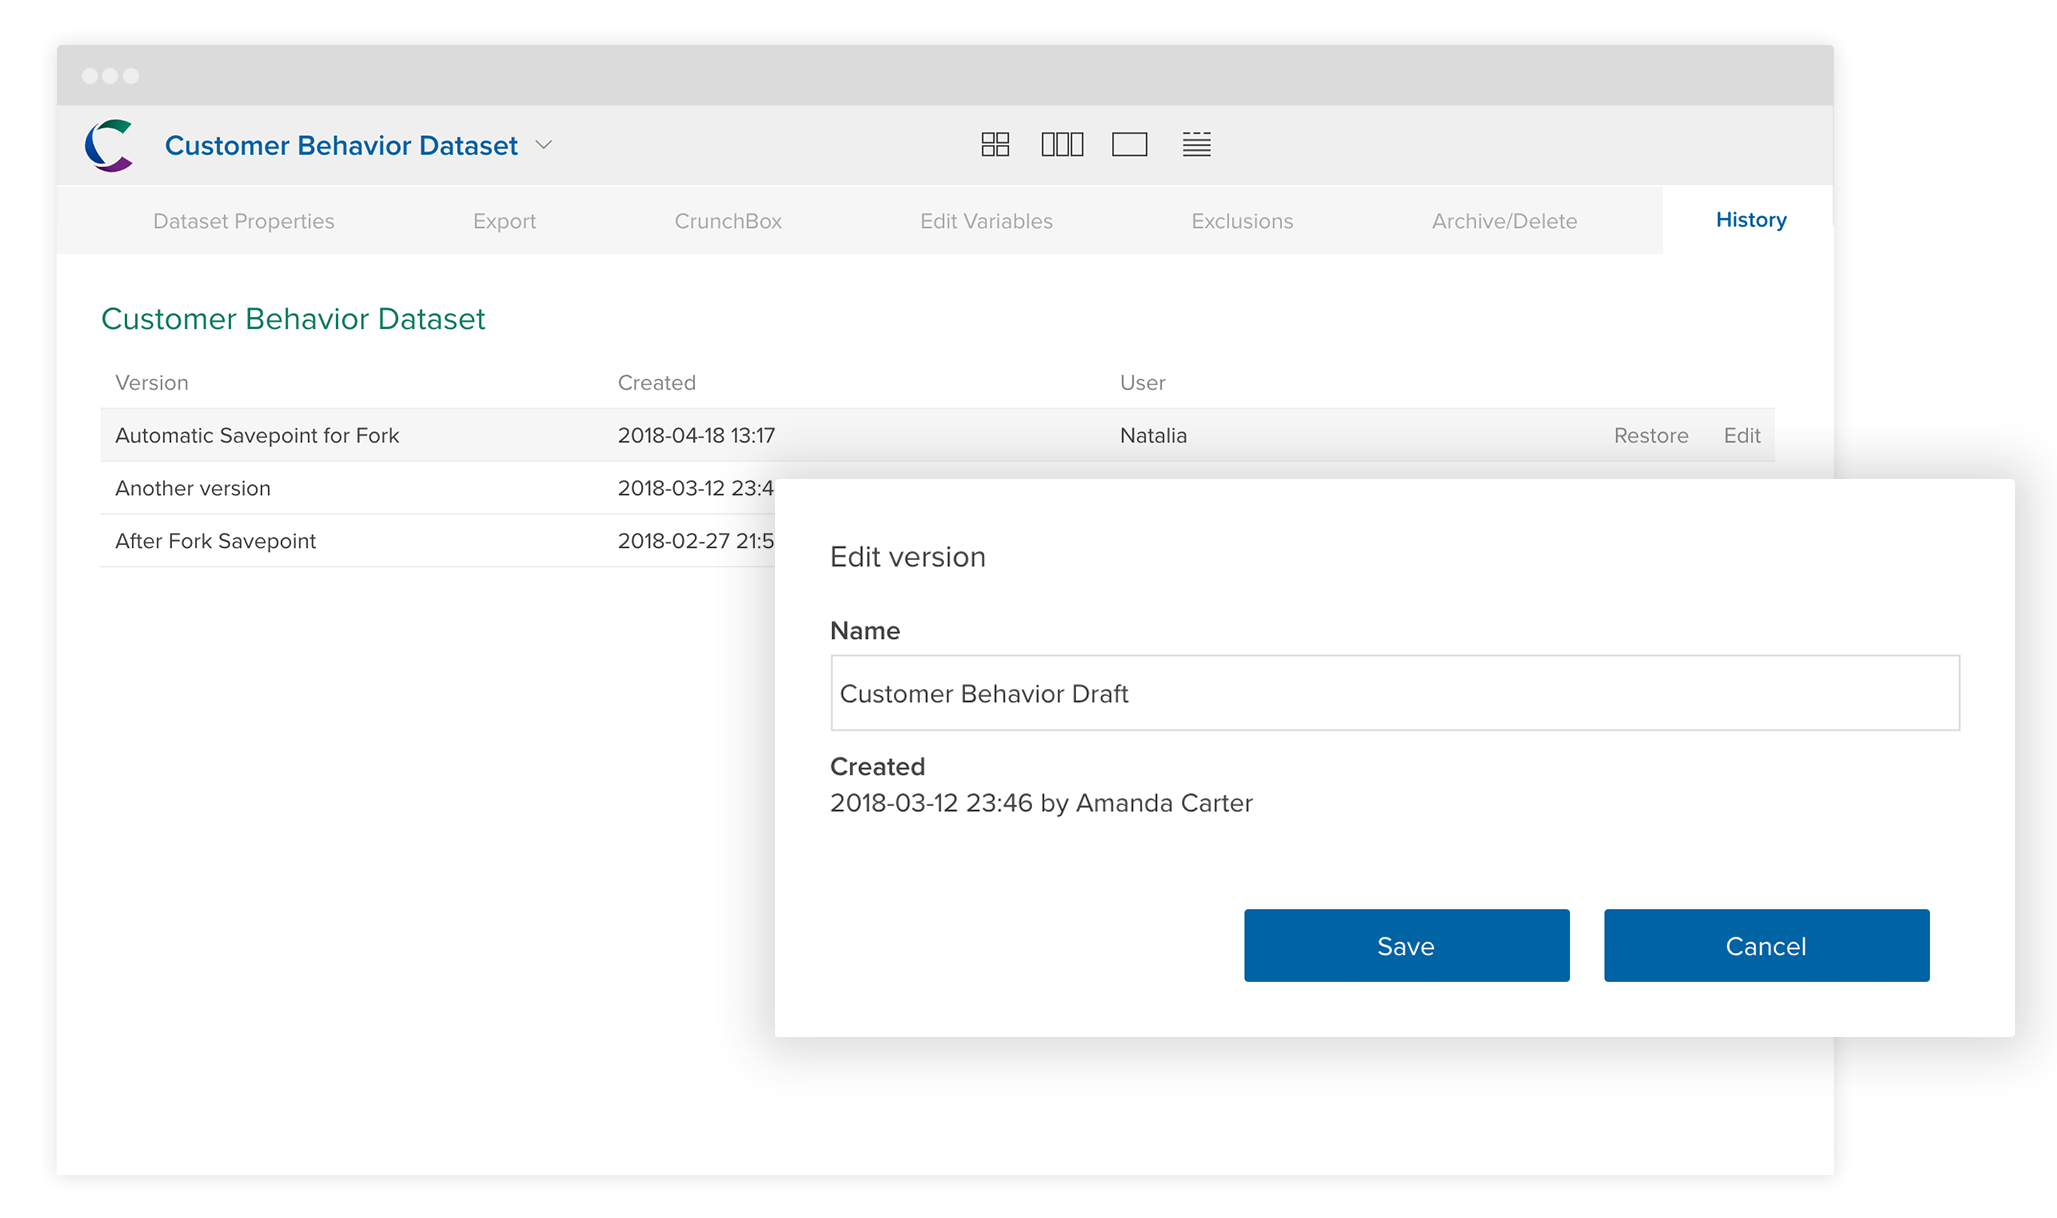 Customer Behavior Dataset
Dataset Properties Export CrunchBox Edit Variables Exclusions Archive/Delete History
Customer Behavior Dataset
Version Created User
Automatic Savepoint for Fork 2018-04-18 13:17 Natalia Restore Edit
Another version 2018-03-12 23:4
After Fork Savepoint 2018-02-27 21:5
Edit version
Name
Customer Behavior Draft
Created
2018-03-12 23:46 by Amanda Carter
Save Cancel